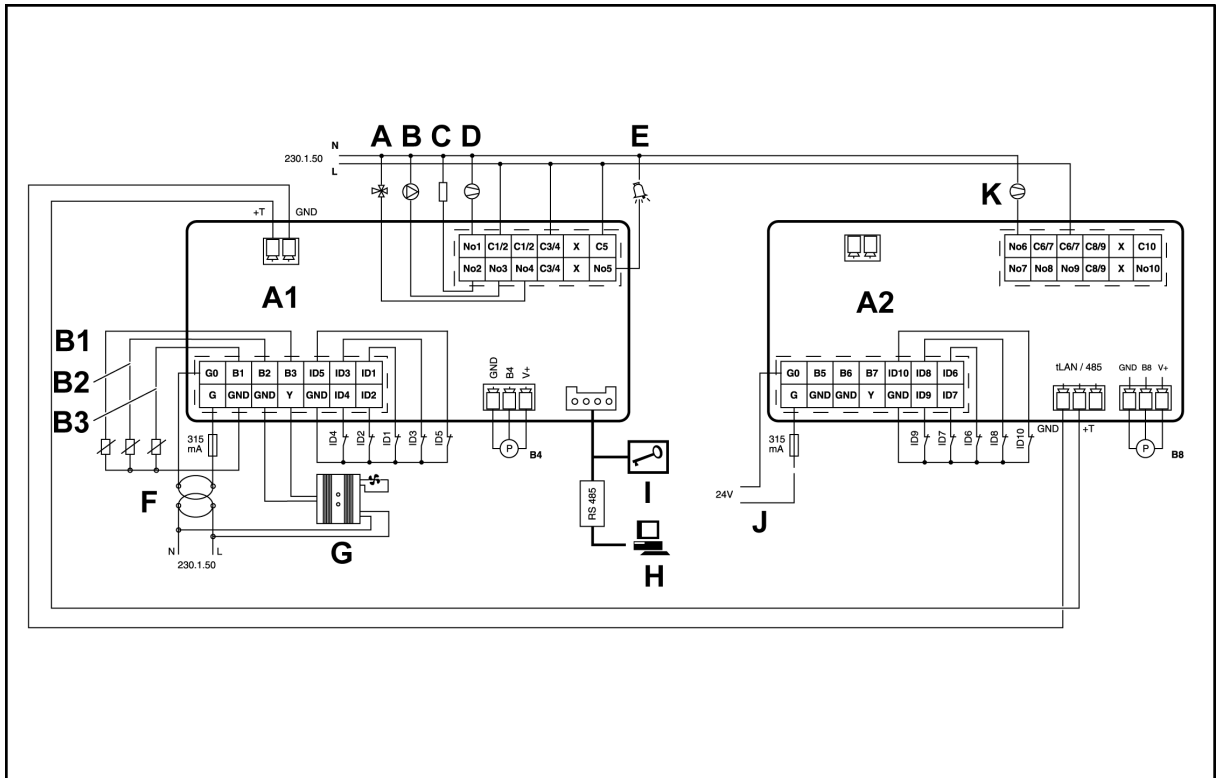 A B C D E
N
230.1.50
L
K
+T GND
No1 C1/2 C1/2 C3/4 X C5
No2 No3 No4 C3/4 X No5
No6 C6/7 C6/7 C8/9 X C10
No7 No8 No9 C8/9 X No10
A1
A2
B1
B2
B3
G0 B1 B2 B3 ID5 ID3 ID1
G GND GND Y GND ID4 ID2
GND B4 V+
G0 B5 B6 B7 ID10 ID8 ID6
G GND GND Y GND ID9 ID7
tLAN / 485
GND B8 V+
GND +T
315
mA
ID4 ID2 ID1 ID3 ID5
P B4
315
mA
ID9 ID7 ID6 ID8 ID10
P B8
F
G
N L
230.1.50
RS 485
I
H
24V
J